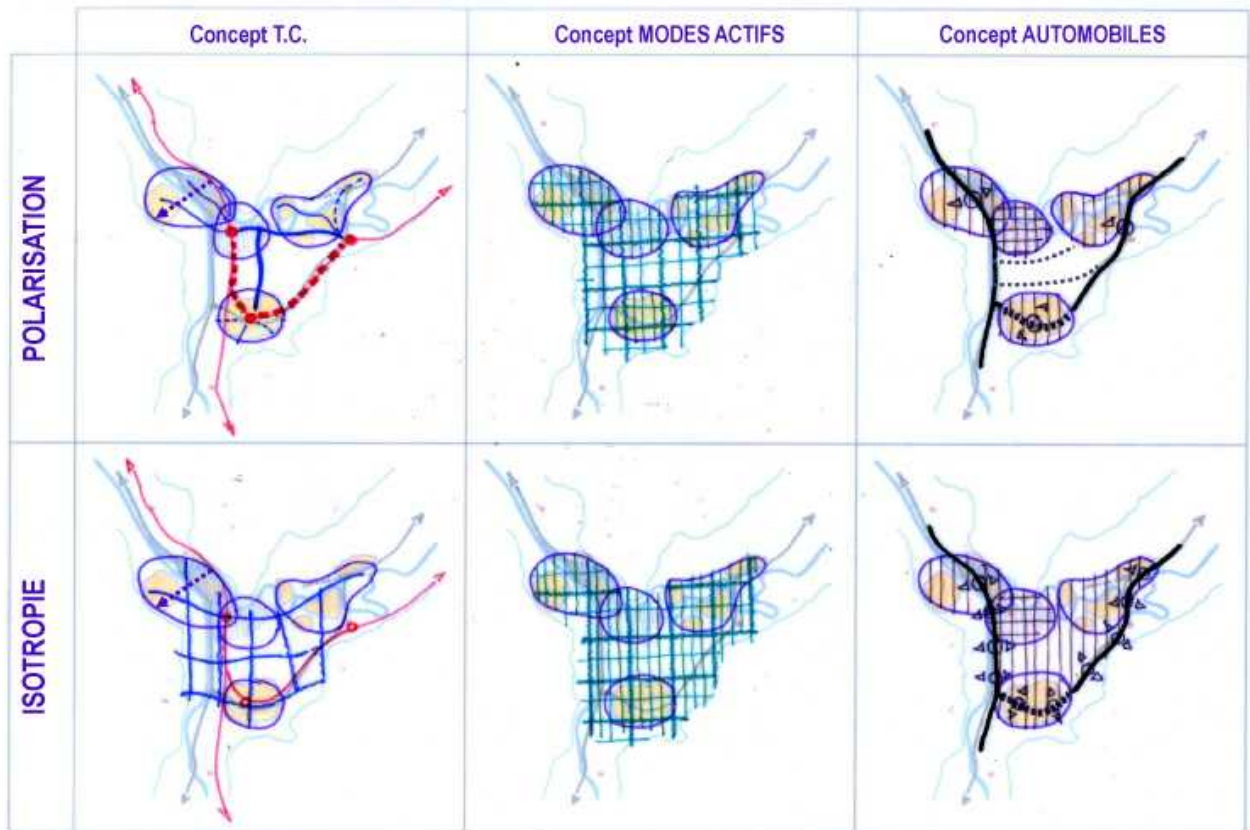 Concept T.C.
Concept MODES ACTIFS
Concept AUTOMOBILES
POLARISATION
ISOTROPIE